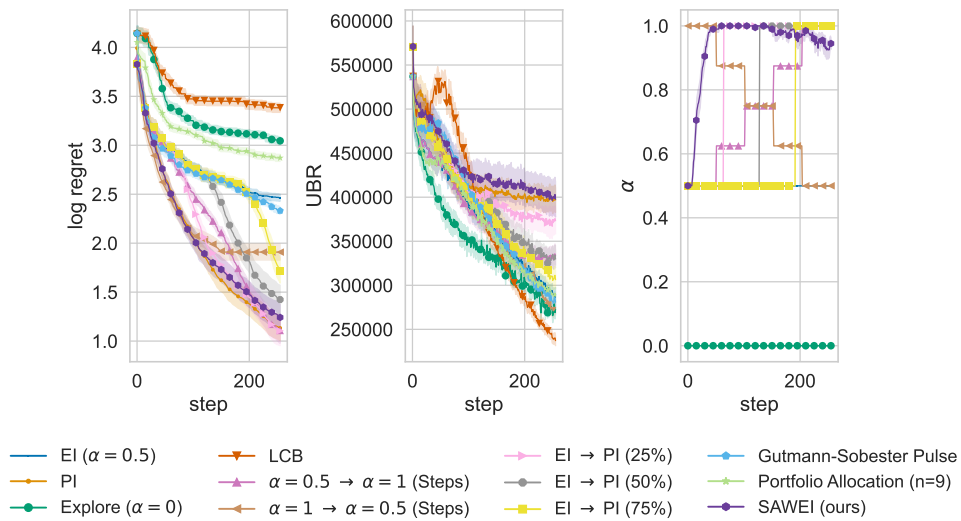 4.0
3.5
3.0
2.5
2.0
1.5
1.0
log regret
0
200
step
600000
550000
500000
450000
400000
350000
300000
250000
UBR
0
200
step
1.0
0.8
0.6
0.4
0.2
0.0
α
0
200
step
EI (α = 0.5)
PI
Explore (α = 0)
LCB
α = 0.5 → α = 1 (Steps)
α = 1 → α = 0.5 (Steps)
EI → PI (25%)
EI → PI (50%)
EI → PI (75%)
Gutmann-Sobester Pulse
Portfolio Allocation (n=9)
SAWEI (ours)